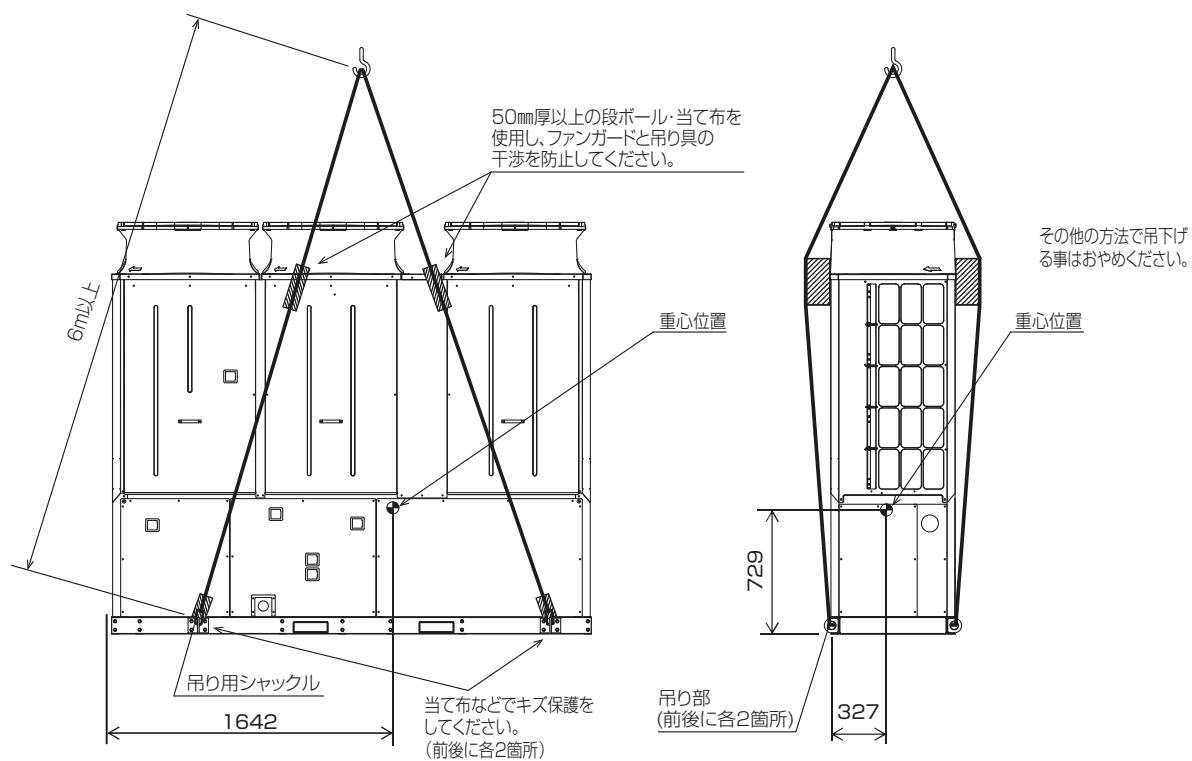 50㎜厚以上の段ボール・当て布を
使用し、ファンガードと吊り具の
干渉を防止してください。
その他の方法で吊下げ
る事はおやめください。
6m以上
重心位置
重心位置
729
吊り用シャックル
当て布などでキズ保護を
してください。
(前後に各2箇所)
吊り部
(前後に各2箇所)
327
1642